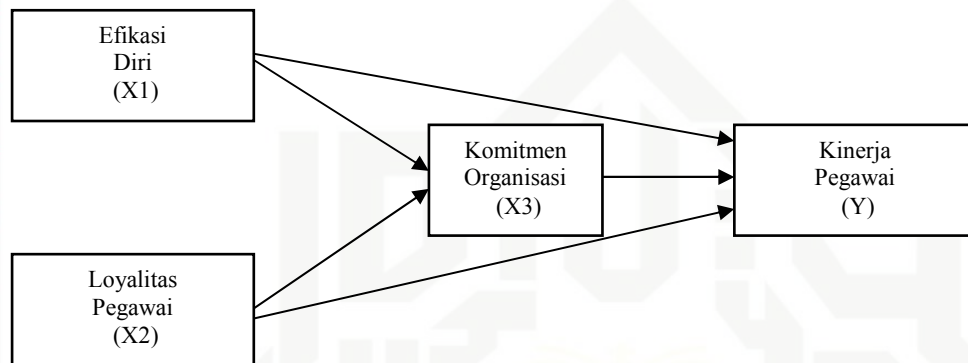 Efikasi
Diri
(X1)
Komitmen
Organisasi
(X3)
Kinerja
Pegawai
(Y)
Loyalitas
Pegawai
(X2)